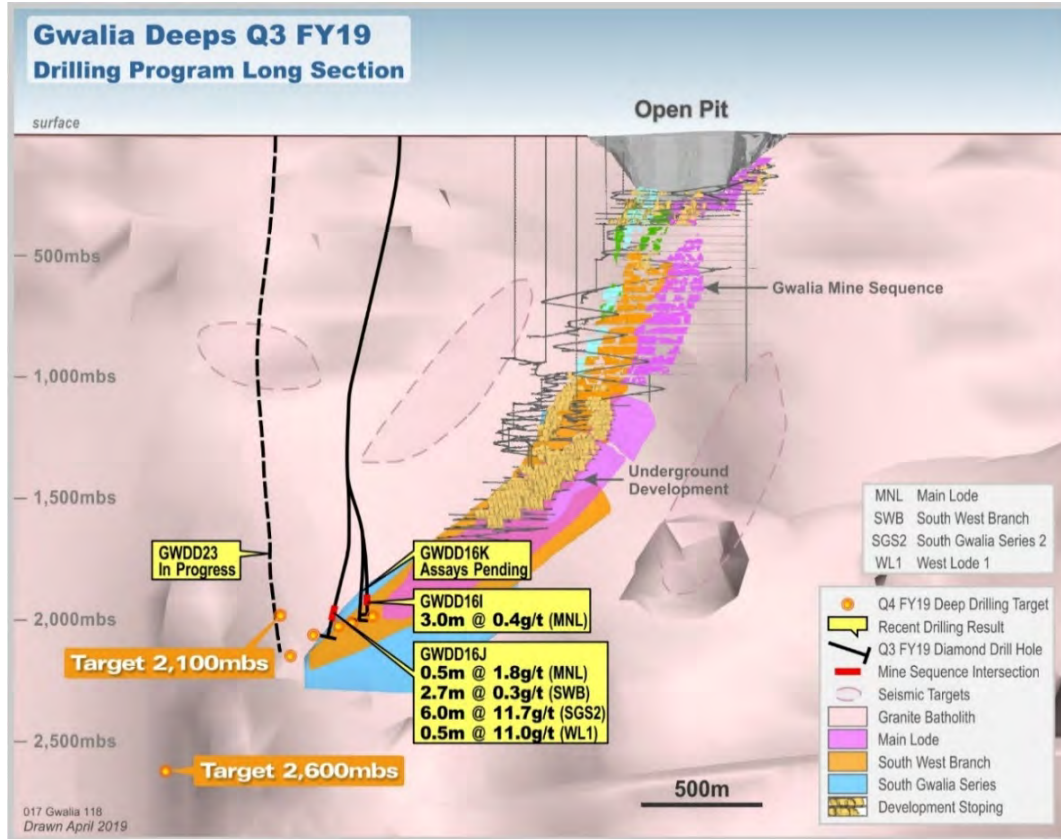 Gwalia Deeps Q3 FY19
Drilling Program Long Section
surface
Open Pit
500mbs
Gwalia Mine Sequence
1,000mbs
Underground
Development
1,500mbs
MNL Main Lode
SWB South West Branch
SGS2 South Gwalia Series 2
WL1 West Lode 1
GWDD23
In Progress
GWDD16K
Assays Pending
GWDD16I
3.0m @ 0.4g/t (MNL)
2,000mbs
Target 2,100mbs
GWDD16J
0.5m @ 1.8g/t (MNL)
2.7m @ 0.3g/t (SWB)
6.0m @ 11.7g/t (SGS2)
0.5m @ 11.0g/t (WL1)
Q4 FY19 Deep Drilling Target
Recent Drilling Result
Q3 FY19 Diamond Drill Hole
Mine Sequence Intersection
Seismic Targets
Granite Batholith
Main Lode
South West Branch
South Gwalia Series
Development Stoping
2,500mbs
Target 2,600mbs
500m
017 Gwalia 118
Drawn April 2019